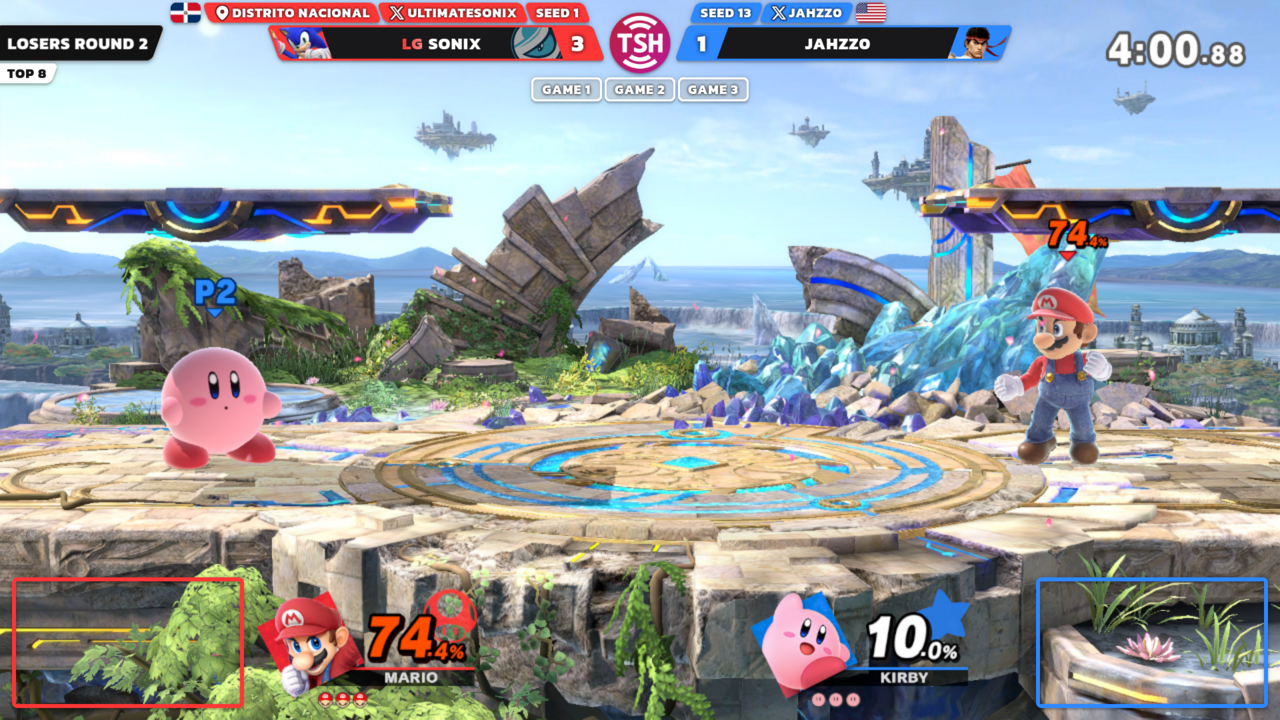 DISTRITO NACIONAL
ULTIMATESONIX
SEED 1
SEED 13
JAHZZO
LOSERS ROUND 2
LG SONIX
3
TSH
1
JAHZZO
4:00.88
TOP 8
GAME 1
GAME 2
GAME 3
74.4%
P2
74.4%
MARIO
10.0%
KIRBY